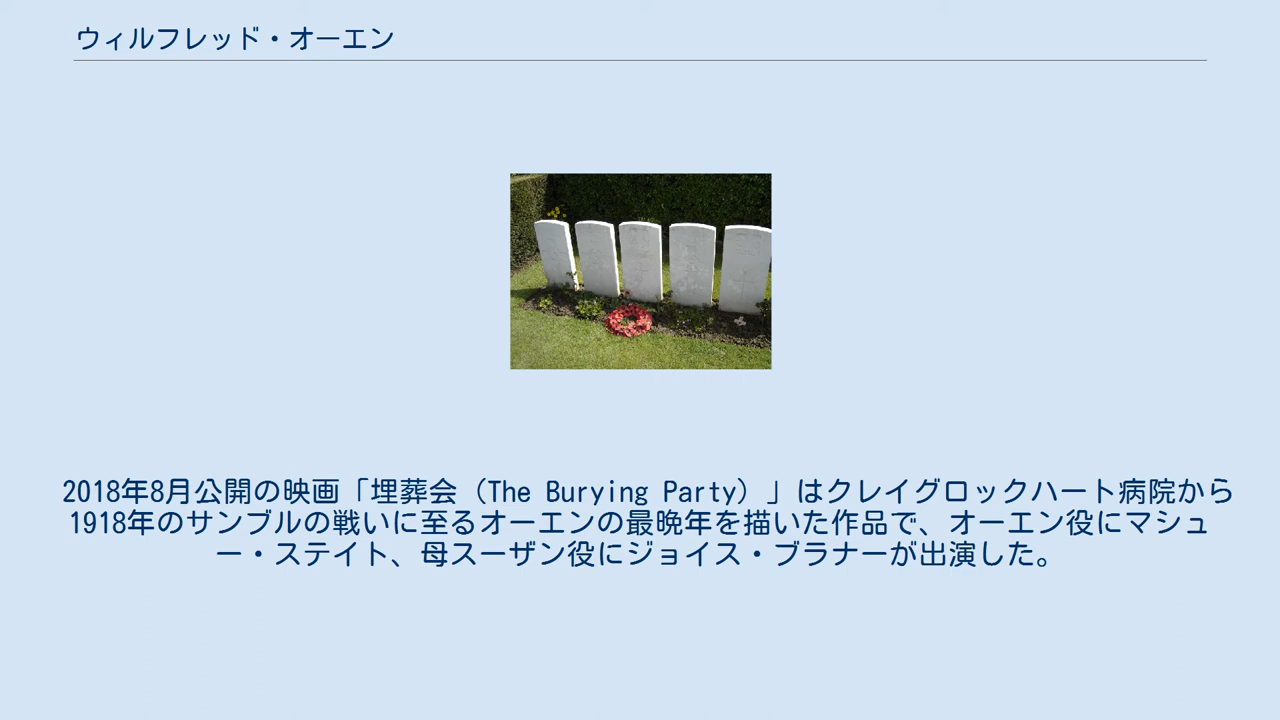 ウィルフレッド・オーエン
2018年8月公開の映画「埋葬会（The Burying Party）」はクレイグロックハート病院から
1918年のサンブルの戦いに至るオーエンの最晩年を描いた作品で、オーエン役にマシュ
ー・ステイト、母スーザン役にジョイス・ブラナーが出演した。